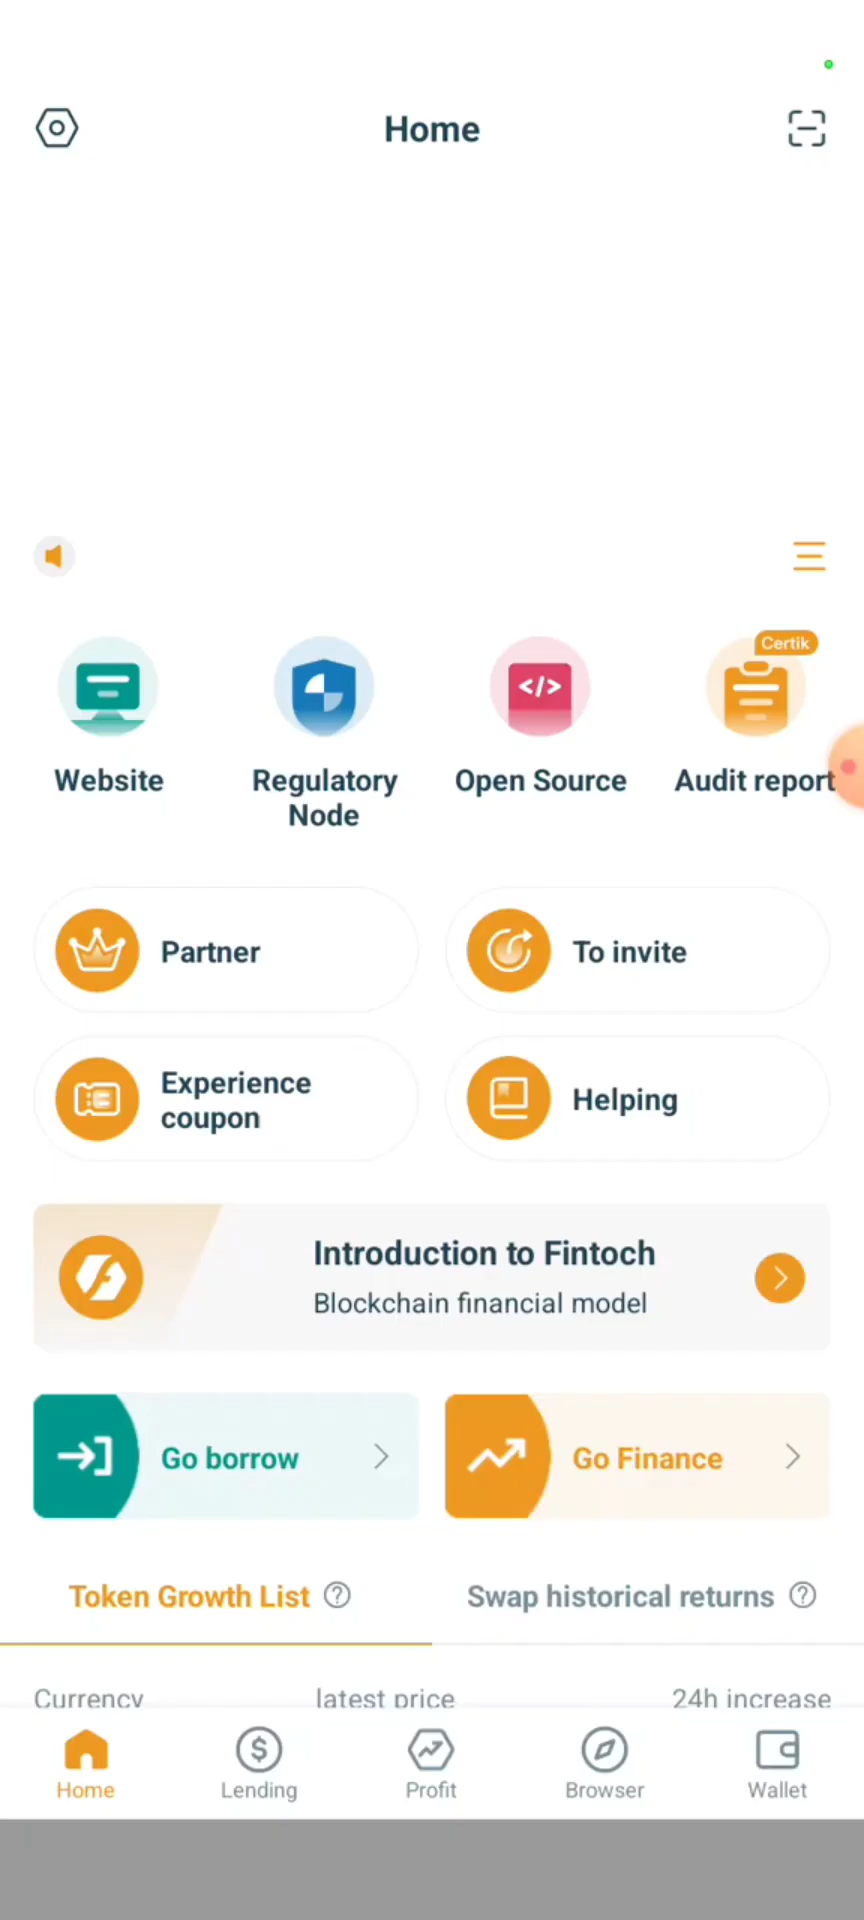 Home
Certik
Website
Regulatory
Node
Open Source
Audit report
Partner
To invite
Experience
coupon
Helping
Introduction to Fintoch
Blockchain financial model
Go borrow
Go Finance
Token Growth List
Swap historical returns
Currency
latest price
24h increase
Home
Lending
Profit
Browser
Wallet